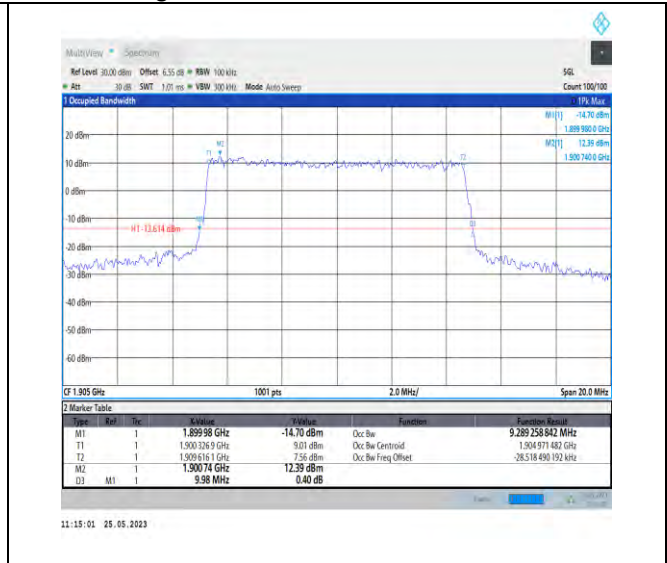 MultiView Spectrum
Ref Level 30.00 dBm Offset 6.55 dB RBW 100 kHz SGL
Att 30 dB SWT 1.01 ms VBW 300 kHz Mode Auto Sweep Count 100/100
1 Occupied Bandwidth 1Pk Max
M1[1] -14.70 dBm
1.899 980 0 GHz
20 dBm
M2[1] 12.39 dBm
1.900 740 0 GHz
M2
T1 T2
10 dBm
0 dBm
-10 dBm
D3
H1 -13.614 dBm
-20 dBm
-30 dBm
-40 dBm
-50 dBm
-60 dBm
CF 1.905 GHz 1001 pts 2.0 MHz/ Span 20.0 MHz
2 Marker Table
Type Ref Trc X-Value Y-Value Function Function Result
M1 1 1.899 98 GHz -14.70 dBm Occ Bw 9.289 258 842 MHz
T1 1 1.900 326 9 GHz 9.01 dBm Occ Bw Centroid 1.904 971 482 GHz
T2 1 1.909 616 1 GHz 7.56 dBm Occ Bw Freq Offset -28.518 490 192 kHz
M2 1 1.900 74 GHz 12.39 dBm
D3 M1 1 9.98 MHz 0.40 dB
11:15:01 25.05.2023